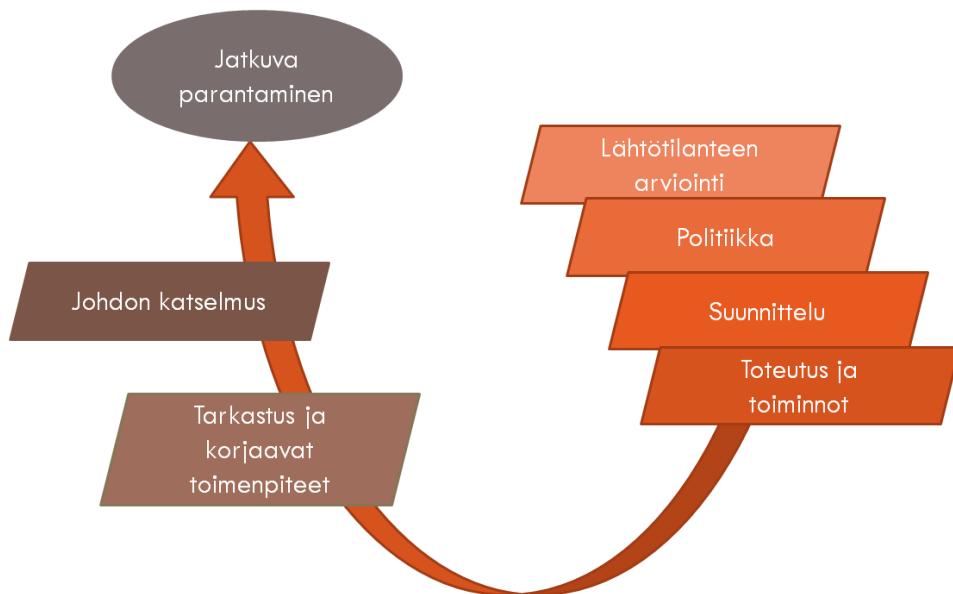 Jatkuva
parantaminen
Lähtötilanteen
arviointi
Politiikka
Suunnittelu
Toteutus ja
toiminnot
Johdon katselmus
Tarkastus ja
korjaavat
toimenpiteet